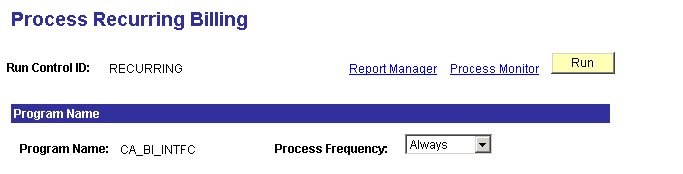 Process Recurring Billing
Run Control ID: RECURRING Report Manager Process Monitor Run
Program Name
Program Name: CA_BI_INTFC Process Frequency: Always